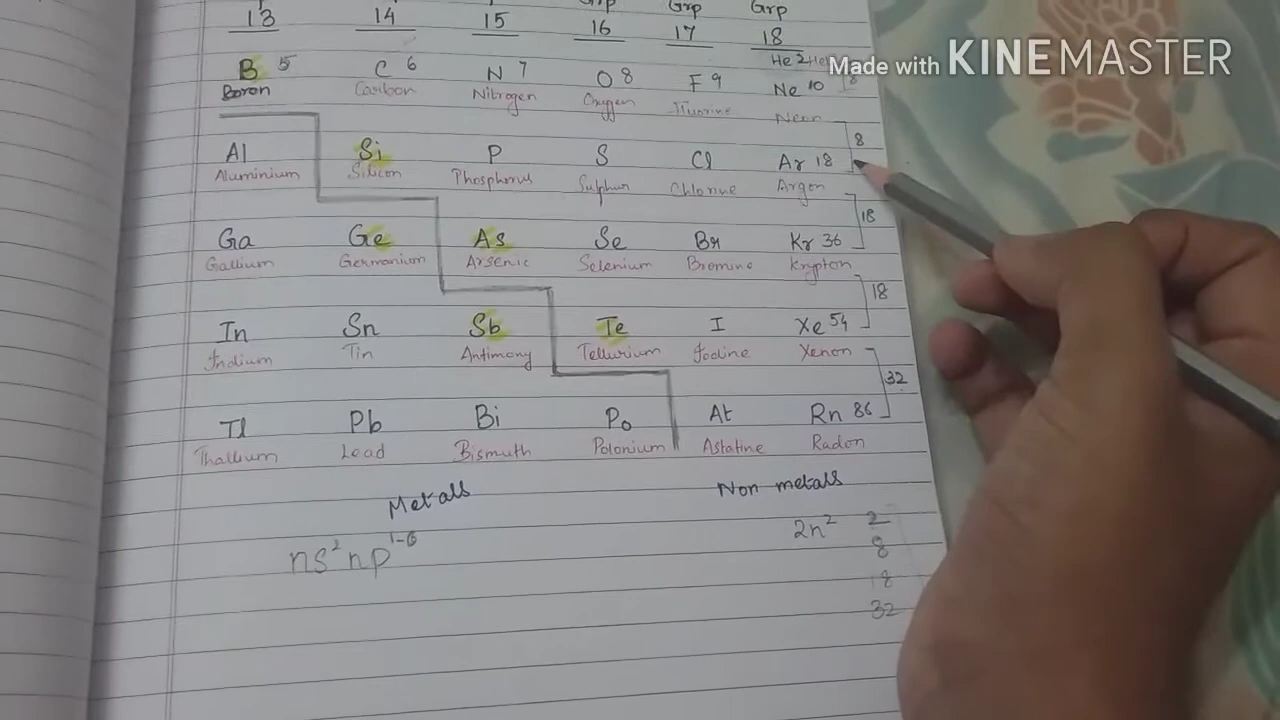 Grp Grp Grp
13 14 15 16 17 18
He 2 He
Made with KINEMASTER
B 5 C 6 N 7 O 8 F 9 Ne 10 8
Boron Carbon Nitrogen Oxygen Fluorine Neon
8
Al Si P S Cl Ar 18
Aluminium Silicon Phosphorus Sulphur Chlorine Argon
18
Ga Ge As Se Br Kr 36
Gallium Germanium Arsenic Selenium Bromine Krypton
18
In Sn Sb Te I Xe 54
Indium Tin Antimony Tellurium Iodine Xenon
32
Tl Pb Bi Po At Rn 86
Thallium Lead Bismuth Polonium Astatine Radon
Metals Non metals
2n² 2
ns² np¹⁻⁶ 8
18
32